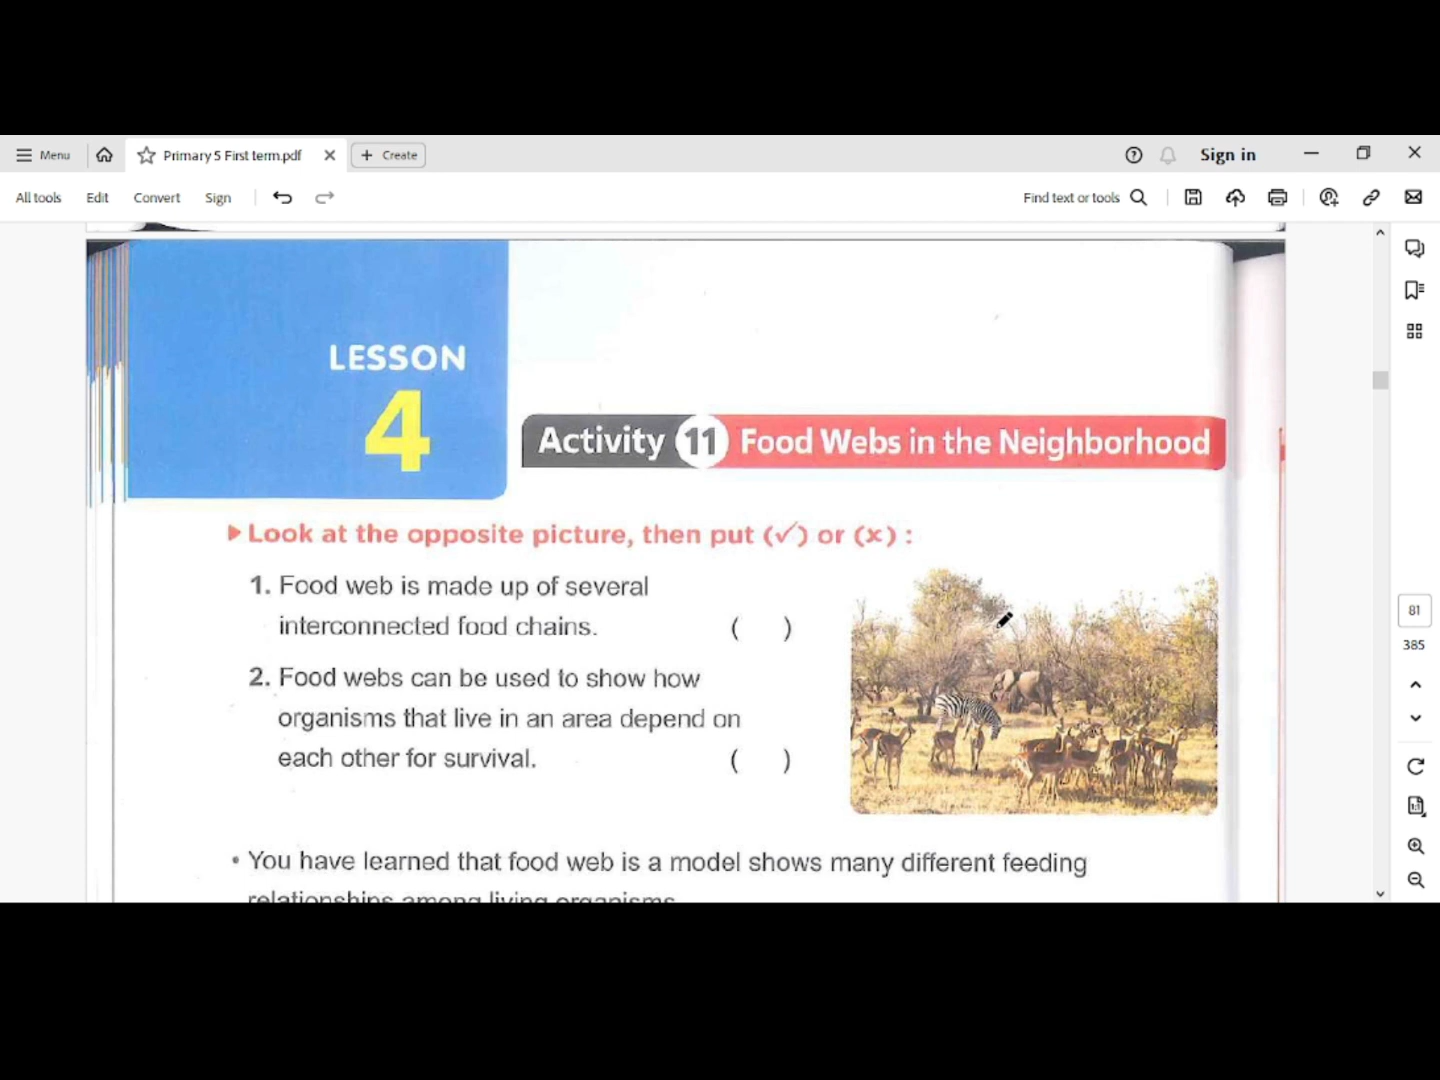 Menu
Primary 5 First term.pdf
Create
Sign in
All tools
Edit
Convert
Sign
Find text or tools
LESSON
4
Activity 11 Food Webs in the Neighborhood
Look at the opposite picture, then put (✓) or (x) :
1. Food web is made up of several
interconnected food chains. ( )
2. Food webs can be used to show how
organisms that live in an area depend on
each other for survival. ( )
• You have learned that food web is a model shows many different feeding
relationships among living organisms
81
385